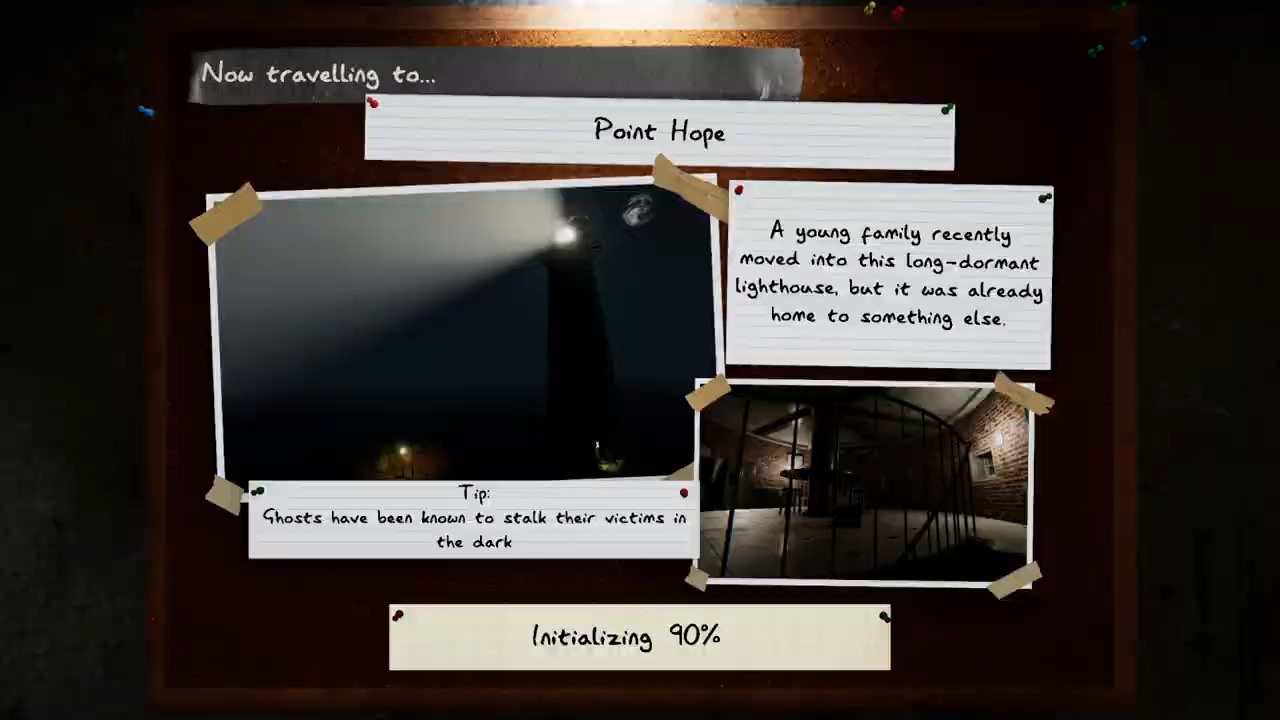 Now travelling to...
Point Hope
A young family recently
moved into this long-dormant
lighthouse, but it was already
home to something else.
Tip:
Ghosts have been known to stalk their victims in
the dark
Initializing 90%